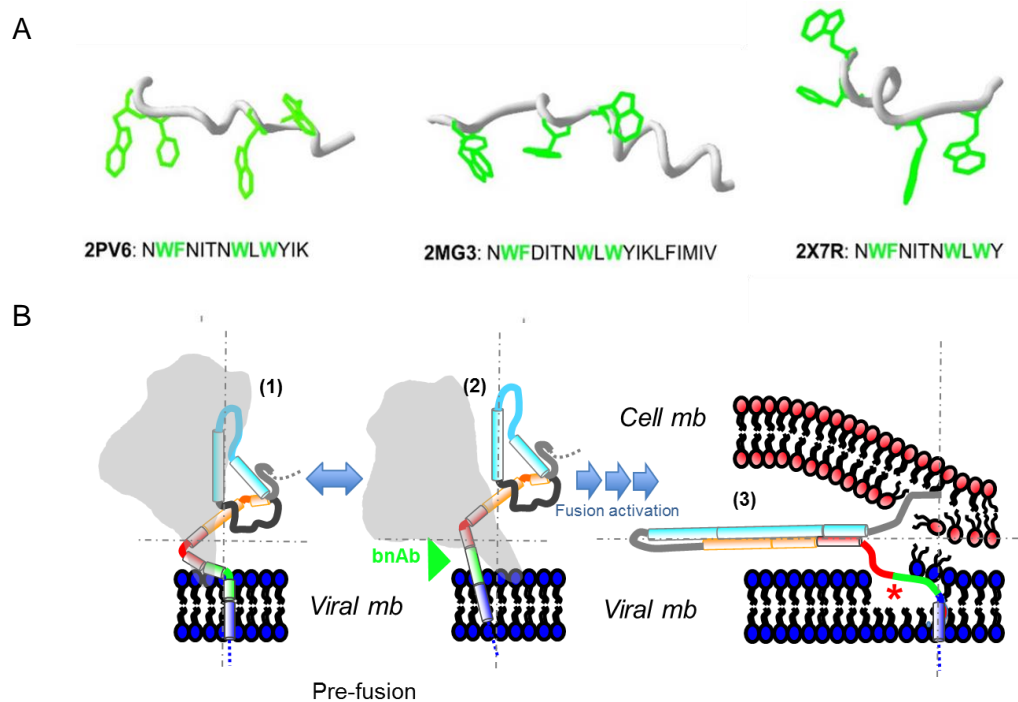 A
2PV6: NWFNITNWLWYIK
2MG3: NWFDITNWLWYIKLFIMIV
2X7R: NWFNITNWLWY
B
(1)
(2)
Cell mb
(3)
Fusion activation
bnAb
Viral mb
Viral mb
*
Pre-fusion